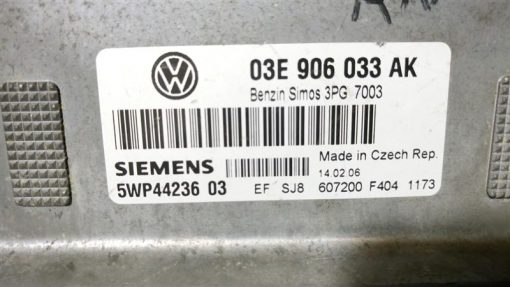 VW
03E 906 033 AK
Benzin Simos 3PG 7003
SIEMENS
Made in Czech Rep.
14.02.06
5WP44236 03
EF SJ8 607200 F404 1173